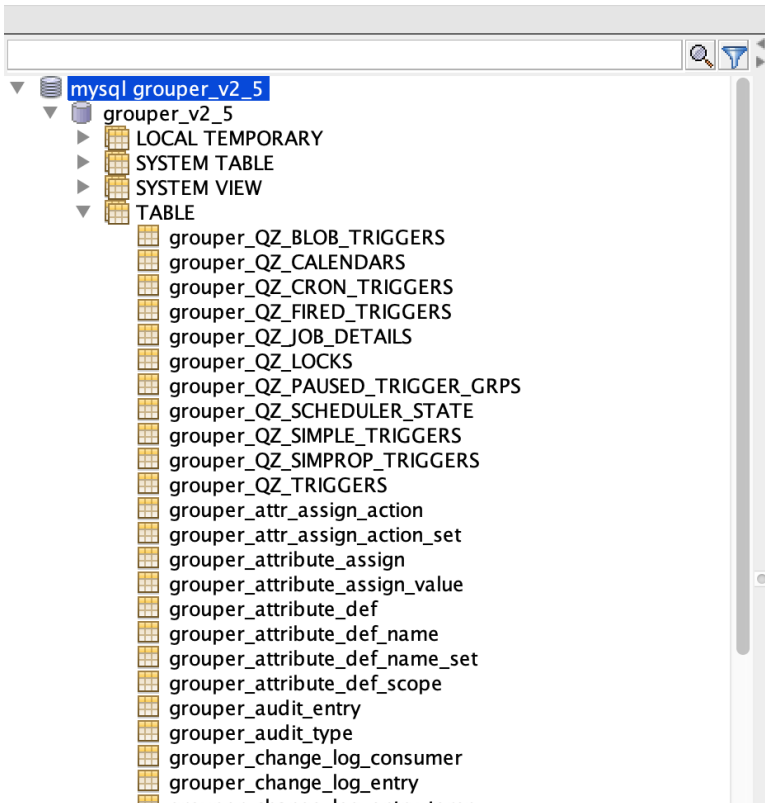 mysql grouper_v2_5
grouper_v2_5
LOCAL TEMPORARY
SYSTEM TABLE
SYSTEM VIEW
TABLE
grouper_QZ_BLOB_TRIGGERS
grouper_QZ_CALENDARS
grouper_QZ_CRON_TRIGGERS
grouper_QZ_FIRED_TRIGGERS
grouper_QZ_JOB_DETAILS
grouper_QZ_LOCKS
grouper_QZ_PAUSED_TRIGGER_GRPS
grouper_QZ_SCHEDULER_STATE
grouper_QZ_SIMPLE_TRIGGERS
grouper_QZ_SIMPROP_TRIGGERS
grouper_QZ_TRIGGERS
grouper_attr_assign_action
grouper_attr_assign_action_set
grouper_attribute_assign
grouper_attribute_assign_value
grouper_attribute_def
grouper_attribute_def_name
grouper_attribute_def_name_set
grouper_attribute_def_scope
grouper_audit_entry
grouper_audit_type
grouper_change_log_consumer
grouper_change_log_entry